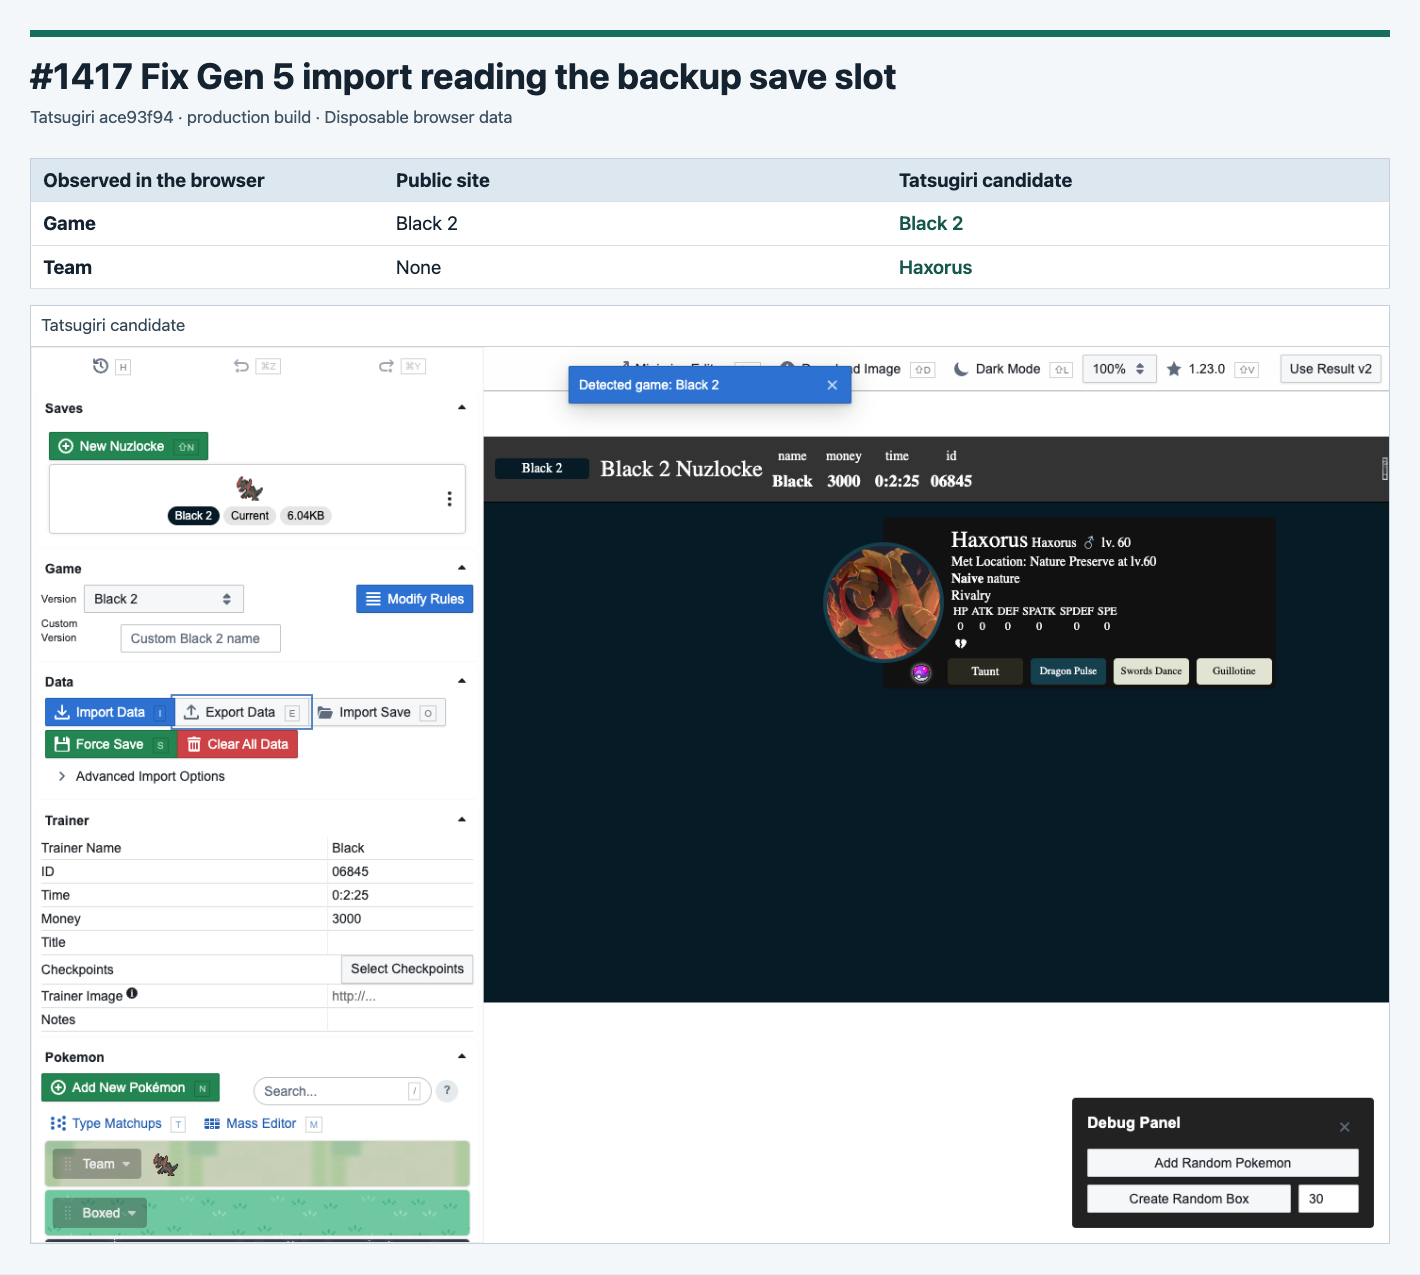 #1417 Fix Gen 5 import reading the backup save slot
Tatsugiri ace93f94 · production build · Disposable browser data
Observed in the browser Public site Tatsugiri candidate
Game Black 2 Black 2
Team None Haxorus
Tatsugiri candidate
H ⌘Z ⌘Y
Image ⇧D Dark Mode ⇧L 100% 1.23.0 ⇧V Use Result v2
Detected game: Black 2
Saves
New Nuzlocke ⇧N
Black 2 Current 6.04KB
Game
Version Black 2 Modify Rules
Custom Version Custom Black 2 name
Data
Import Data I Export Data E Import Save O
Force Save S Clear All Data
Advanced Import Options
Trainer
Trainer Name Black
ID 06845
Time 0:2:25
Money 3000
Title
Checkpoints Select Checkpoints
Trainer Image http://...
Notes
Pokemon
Add New Pokémon N Search... / ?
Type Matchups T Mass Editor M
Team
Boxed
name money time id
Black 2 Black 2 Nuzlocke Black 3000 0:2:25 06845
Haxorus Haxorus ♂ lv. 60
Met Location: Nature Preserve at lv.60
Naive nature
Rivalry
HP ATK DEF SPATK SPDEF SPE
0 0 0 0 0 0
Taunt Dragon Pulse Swords Dance Guillotine
Debug Panel
Add Random Pokemon
Create Random Box 30